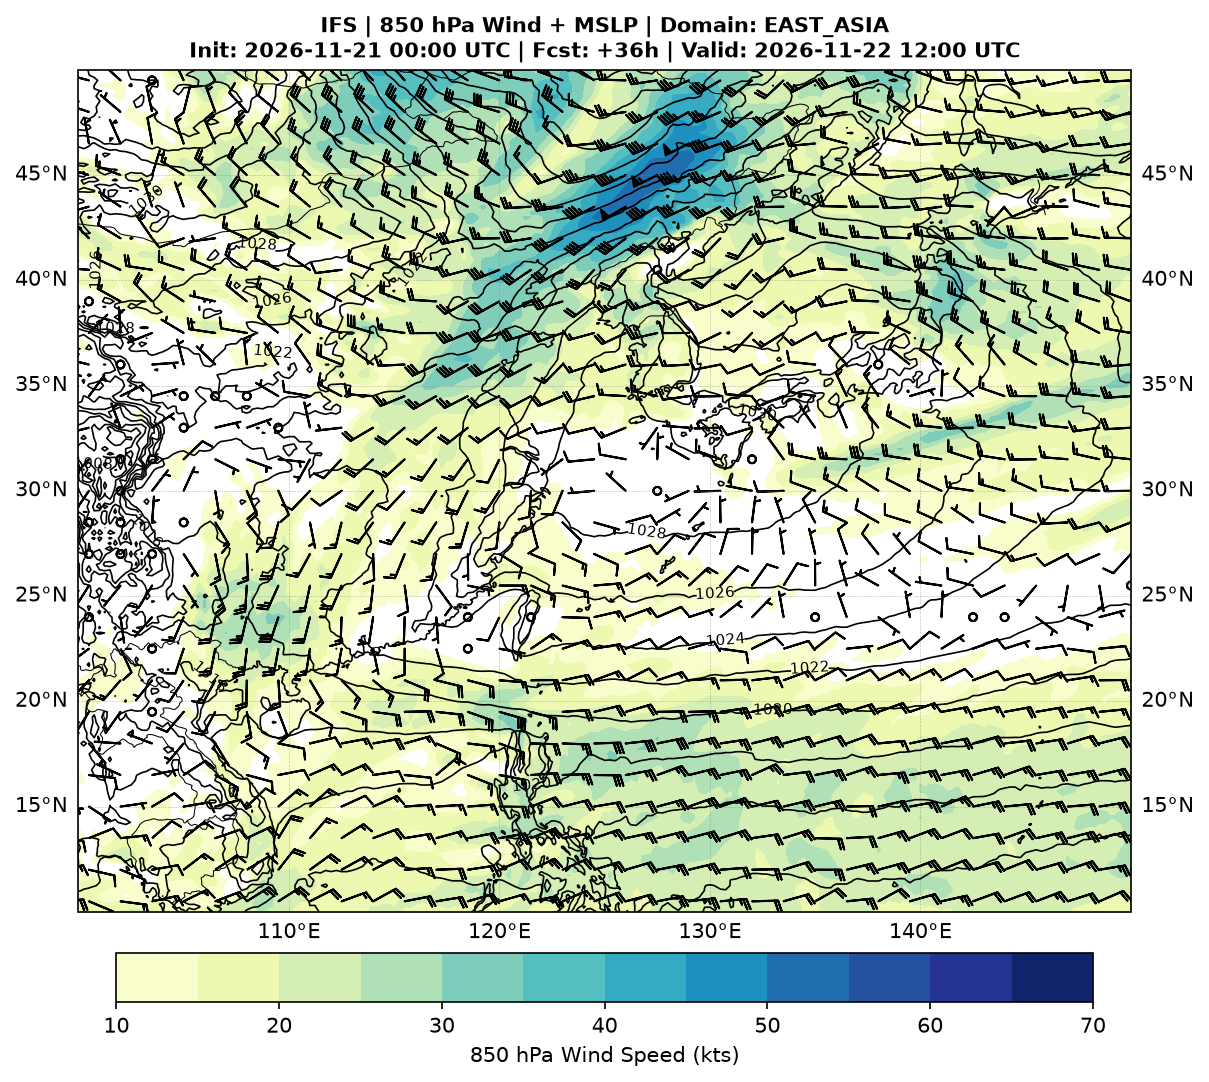 IFS | 850 hPa Wind + MSLP | Domain: EAST_ASIA
Init: 2026-11-21 00:00 UTC | Fcst: +36h | Valid: 2026-11-22 12:00 UTC
45°N 45°N
40°N 40°N
35°N 35°N
30°N 30°N
25°N 25°N
20°N 20°N
15°N 15°N
1028
1026
1026
1018
1022
1028
1026
1024
1022
1020
1020
110°E 120°E 130°E 140°E
10 20 30 40 50 60 70
850 hPa Wind Speed (kts)